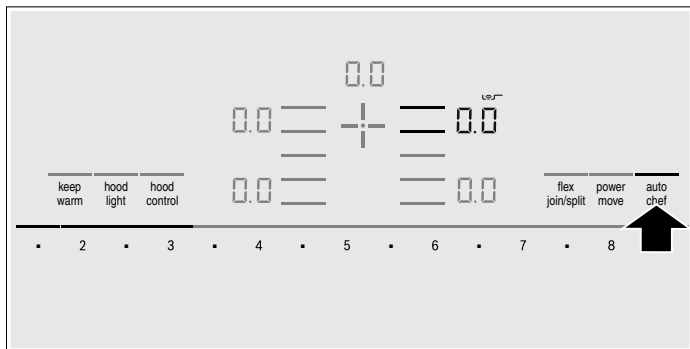 0.0
0.0 0.0
0.0 0.0
keep warm
hood light
hood control
flex join/split
power move
auto chef
· 2 · 3 · 4 · 5 · 6 · 7 · 8